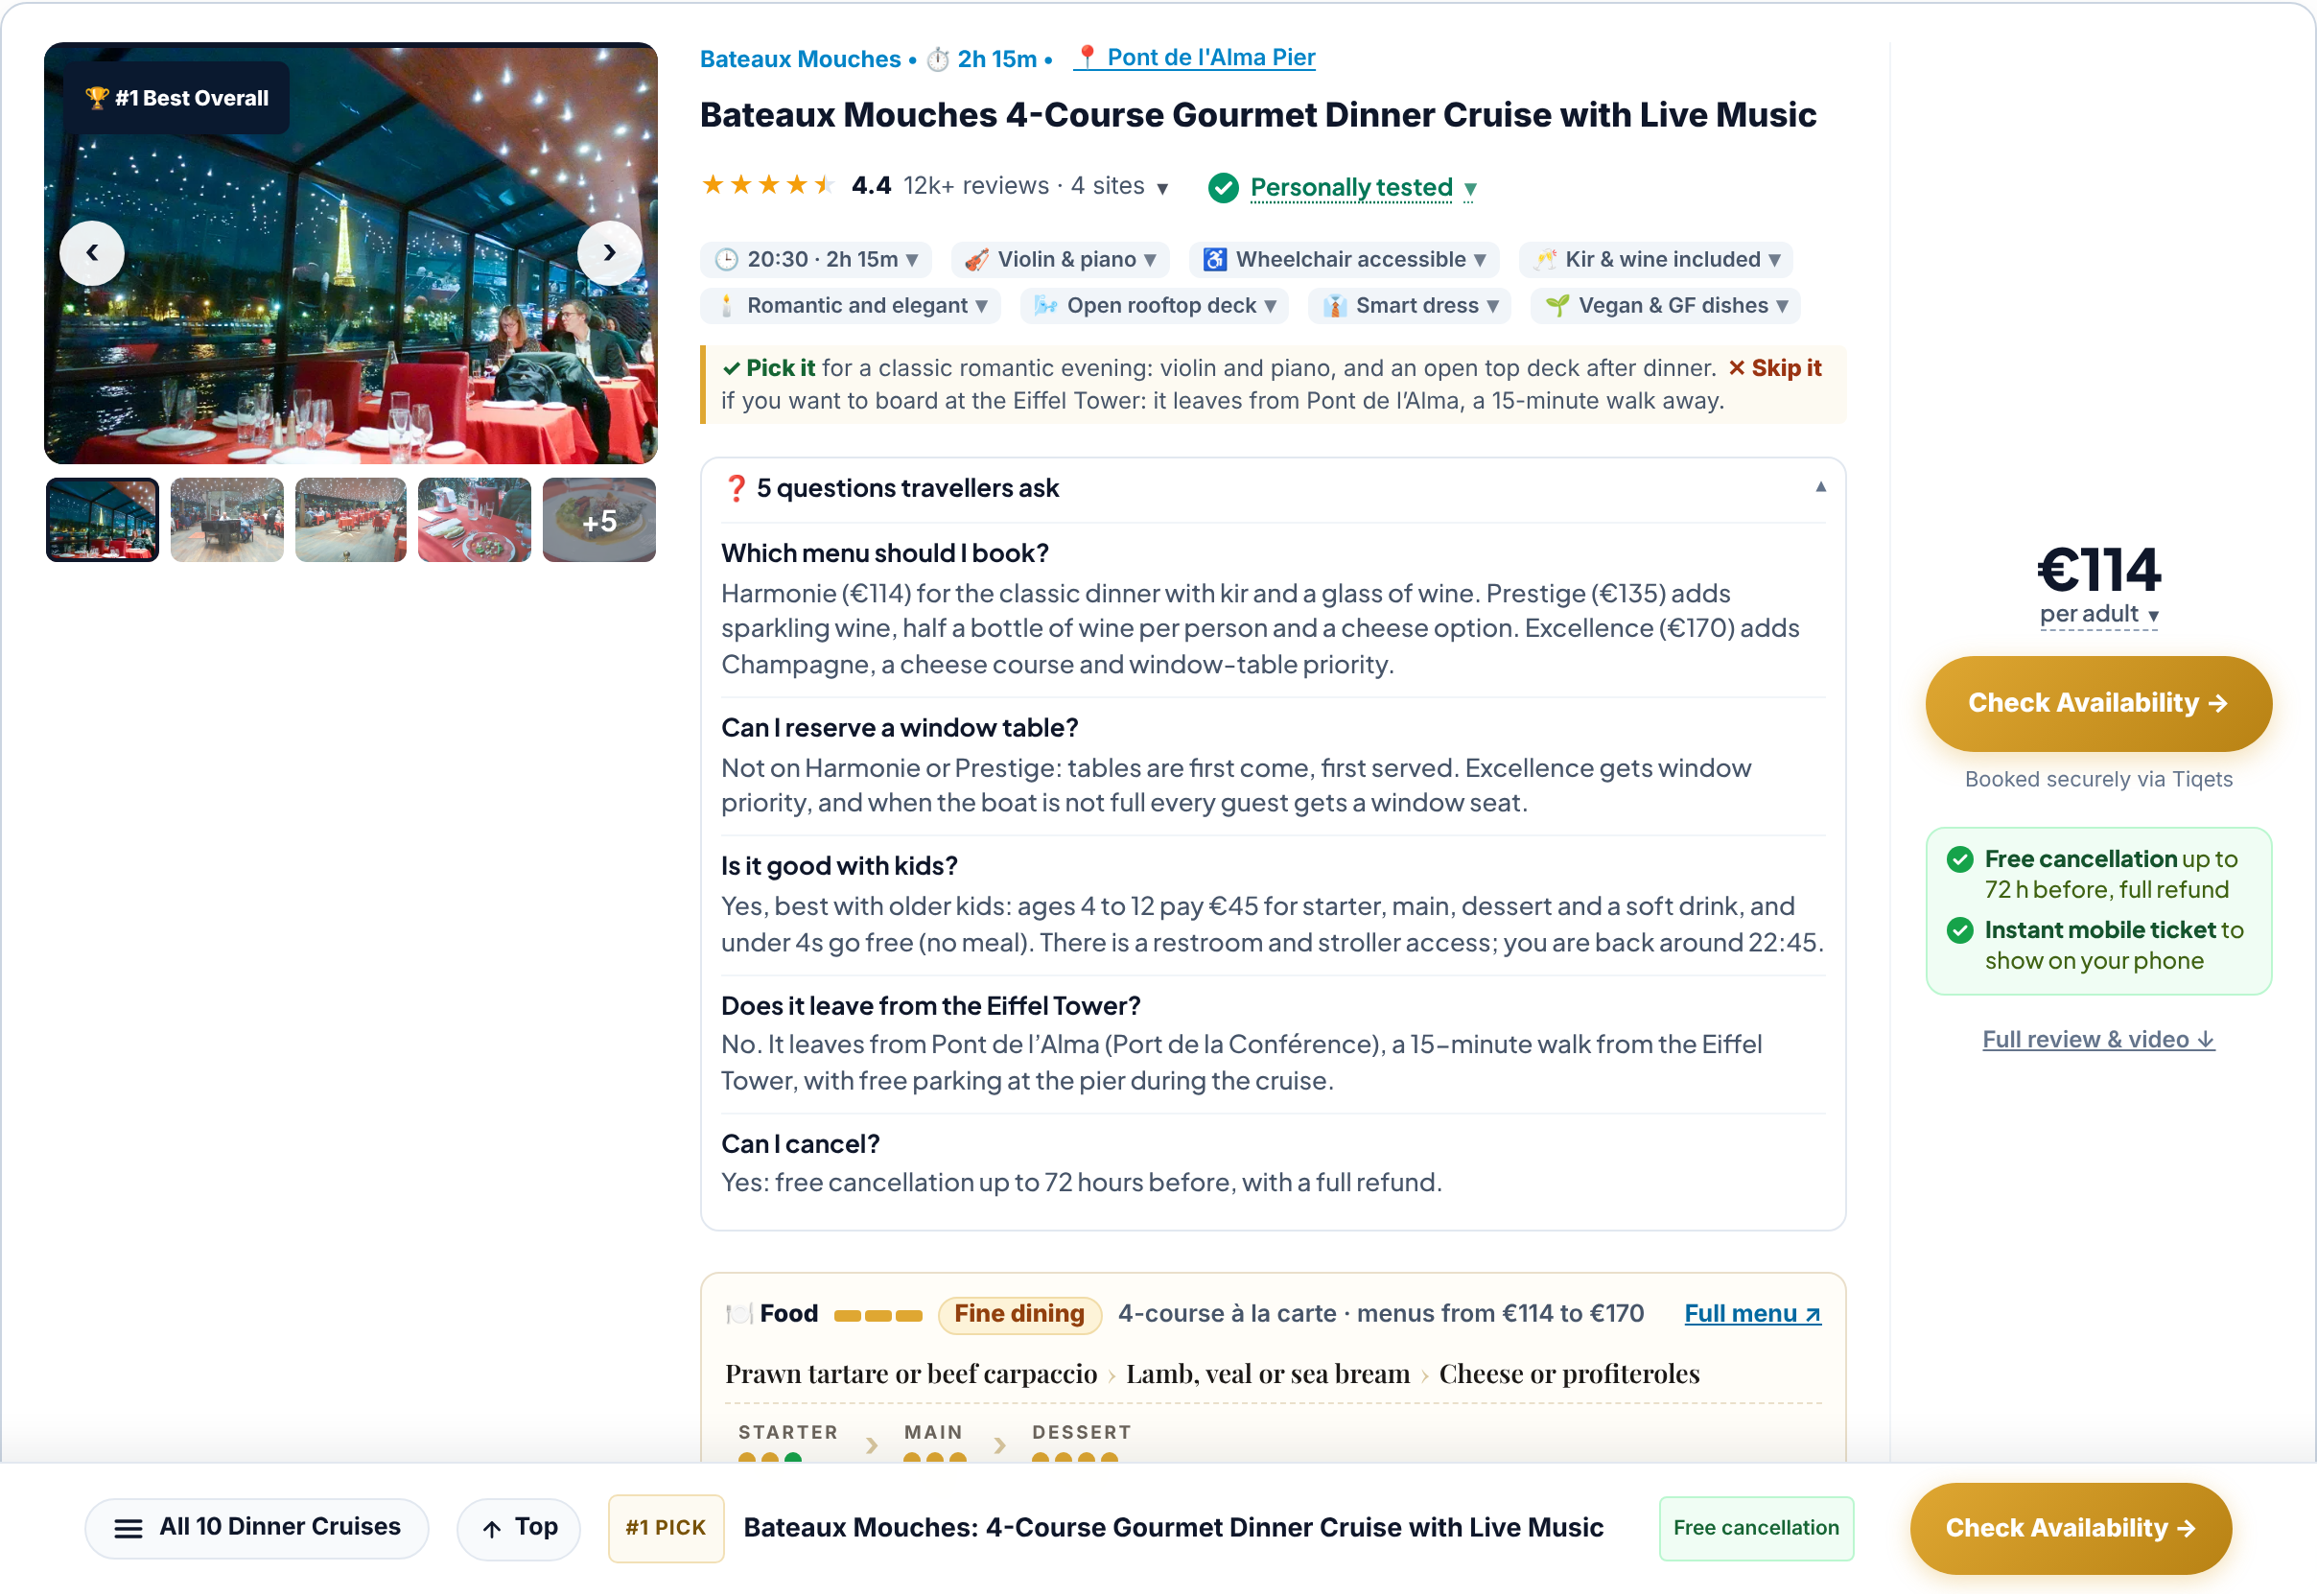 🏆 #1 Best Overall
‹
›
+5
Bateaux Mouches • ⏱️ 2h 15m • 📍 Pont de l'Alma Pier
Bateaux Mouches 4-Course Gourmet Dinner Cruise with Live Music
★★★★★ 4.4 12k+ reviews · 4 sites ▼ Personally tested ▼
🕒 20:30 · 2h 15m ▼ 🎻 Violin & piano ▼ ♿ Wheelchair accessible ▼ 🥂 Kir & wine included ▼
🕯️ Romantic and elegant ▼ 🌬️ Open rooftop deck ▼ 👔 Smart dress ▼ 🌱 Vegan & GF dishes ▼
✓ Pick it for a classic romantic evening: violin and piano, and an open top deck after dinner. ✕ Skip it
if you want to board at the Eiffel Tower: it leaves from Pont de l’Alma, a 15-minute walk away.
❓ 5 questions travellers ask ▲
Which menu should I book?
Harmonie (€114) for the classic dinner with kir and a glass of wine. Prestige (€135) adds
sparkling wine, half a bottle of wine per person and a cheese option. Excellence (€170) adds
Champagne, a cheese course and window-table priority.
Can I reserve a window table?
Not on Harmonie or Prestige: tables are first come, first served. Excellence gets window
priority, and when the boat is not full every guest gets a window seat.
Is it good with kids?
Yes, best with older kids: ages 4 to 12 pay €45 for starter, main, dessert and a soft drink, and
under 4s go free (no meal). There is a restroom and stroller access; you are back around 22:45.
Does it leave from the Eiffel Tower?
No. It leaves from Pont de l’Alma (Port de la Conférence), a 15-minute walk from the Eiffel
Tower, with free parking at the pier during the cruise.
Can I cancel?
Yes: free cancellation up to 72 hours before, with a full refund.
🍽️ Food Fine dining 4-course à la carte · menus from €114 to €170 Full menu ↗
Prawn tartare or beef carpaccio › Lamb, veal or sea bream › Cheese or profiteroles
STARTER › MAIN › DESSERT
€114
per adult ▼
Check Availability →
Booked securely via Tiqets
Free cancellation up to
72 h before, full refund
Instant mobile ticket to
show on your phone
Full review & video ↓
All 10 Dinner Cruises ↑ Top #1 PICK Bateaux Mouches: 4-Course Gourmet Dinner Cruise with Live Music Free cancellation Check Availability →